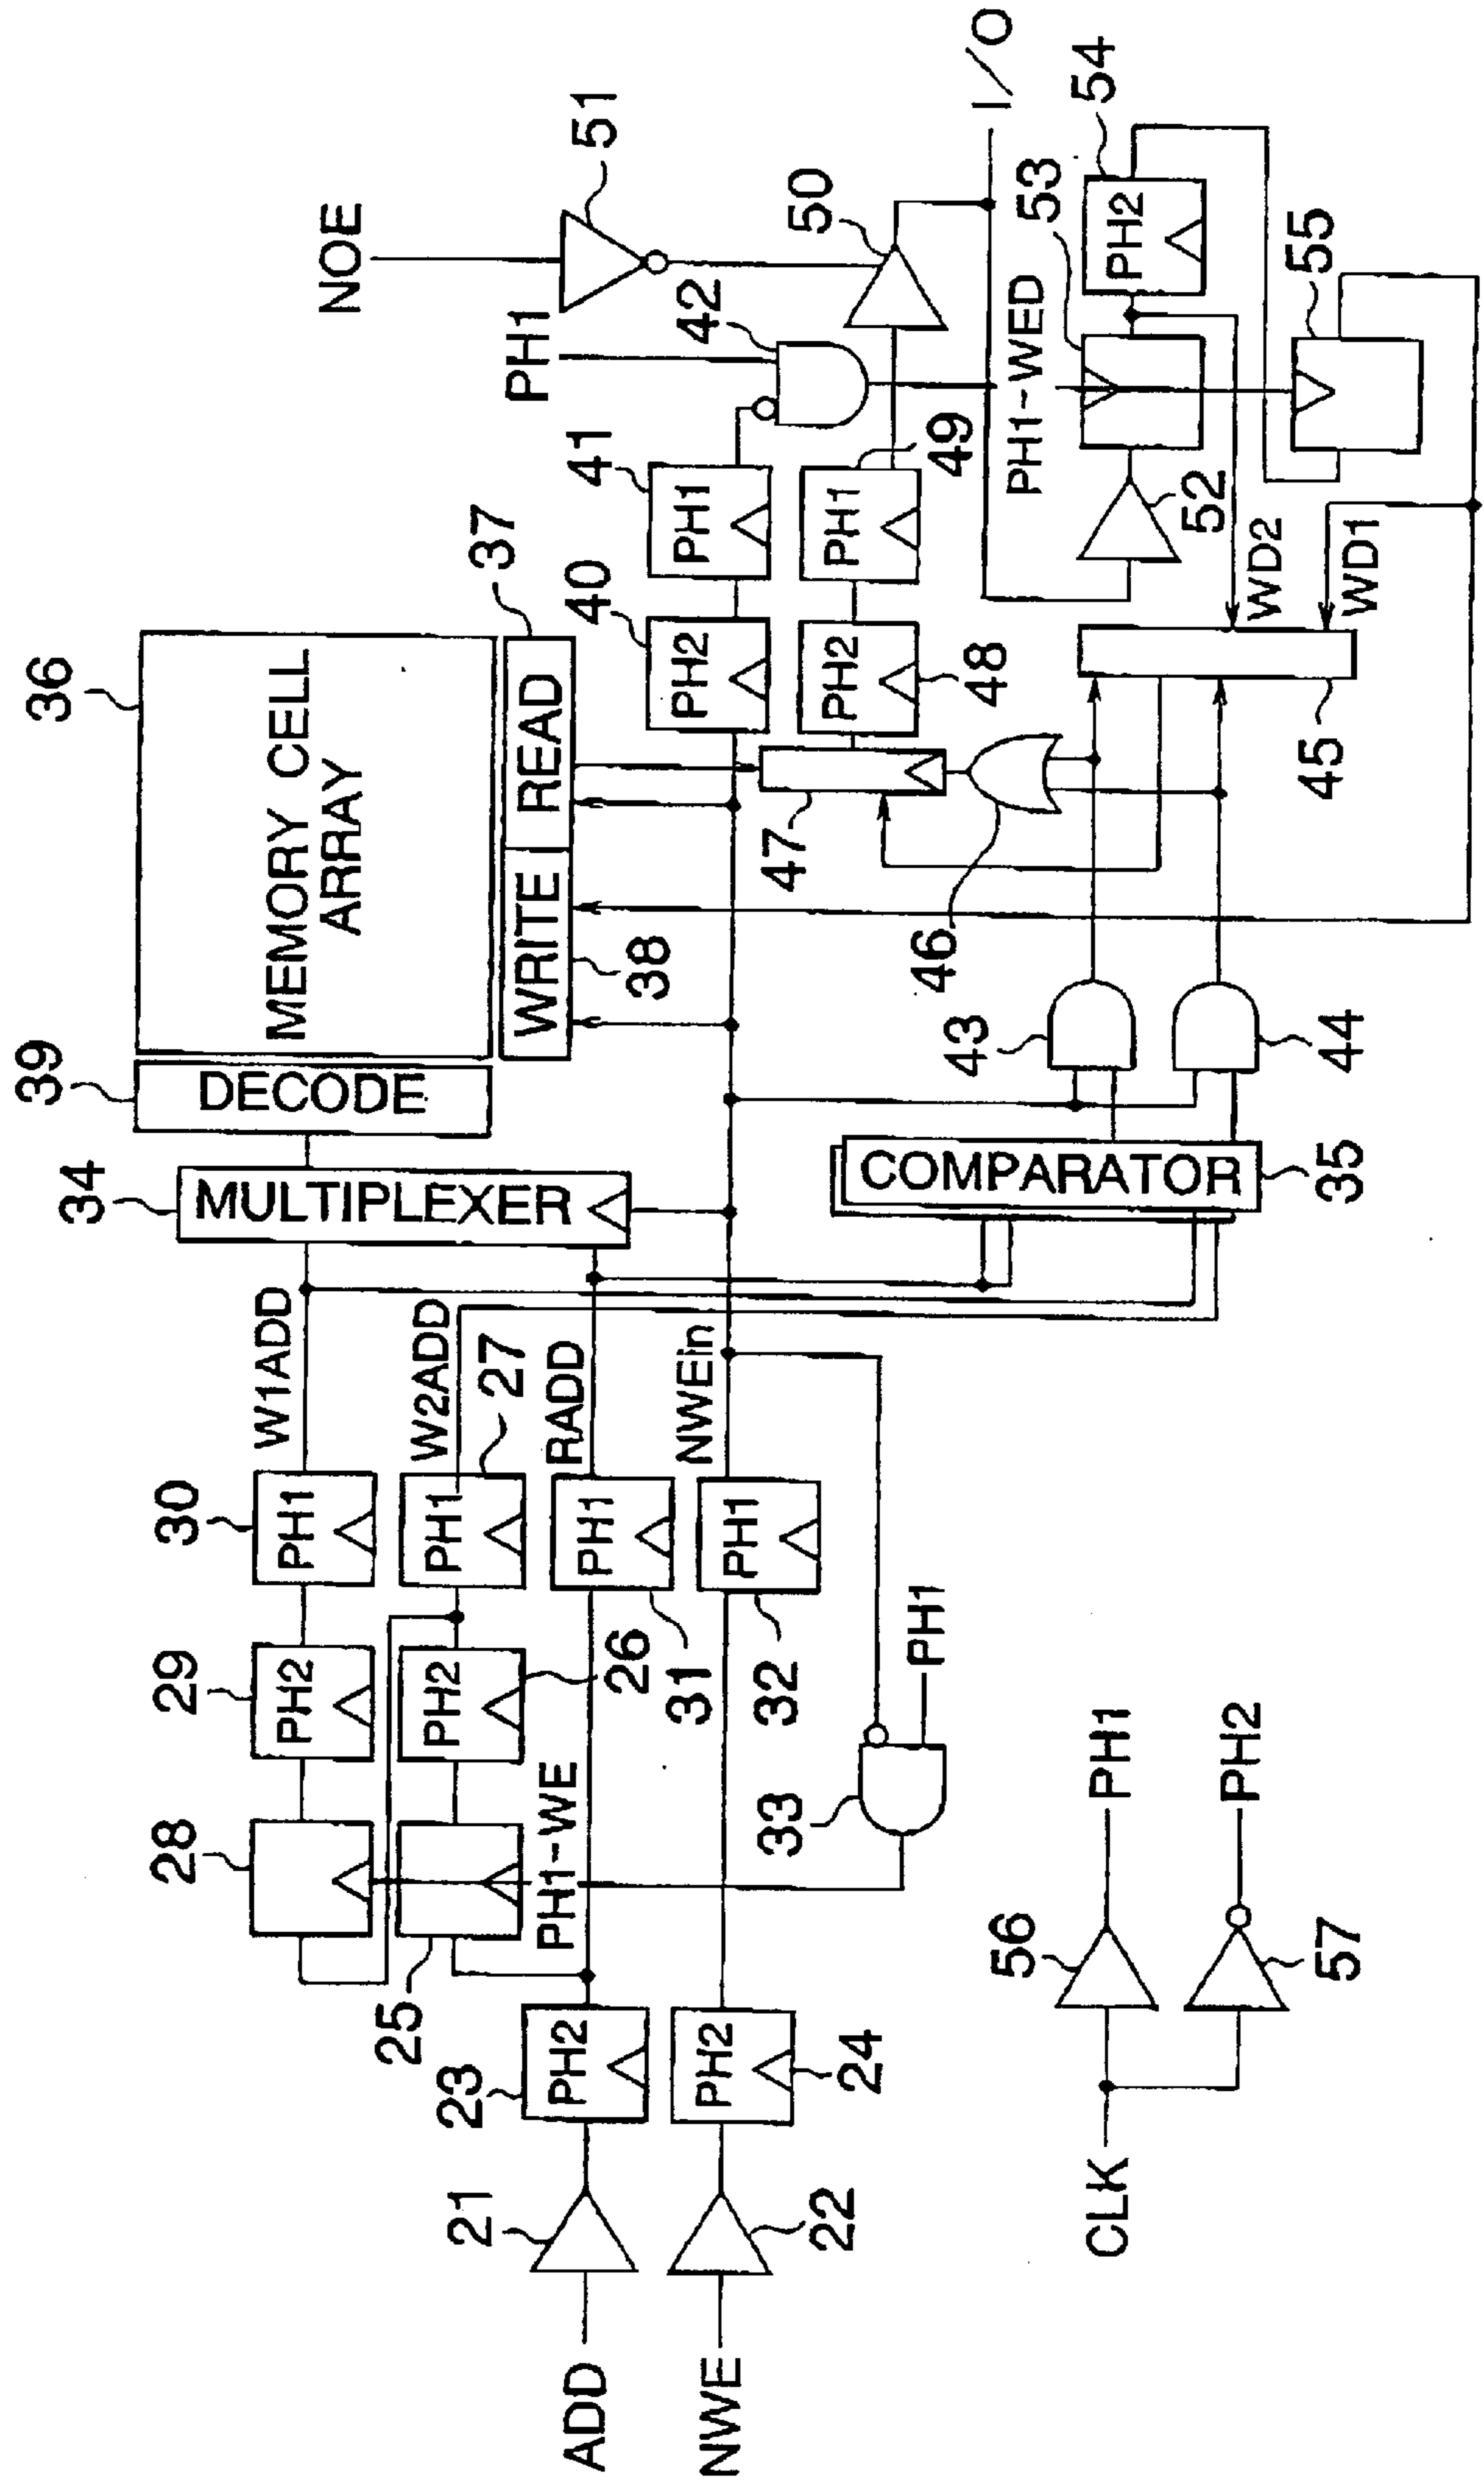 39
36
DECODE
MEMORY CELL
ARRAY
34
MULTIPLEXER
WRITE
READ
38
37
NOE
51
30
W1ADD
29
28
PH2
PH1
PH1
W2ADD
27
PH2
26
25
PH1-WE
PH1
RADD
31
PH1
NWEin
32
33
PH1
ADD
21
23
PH2
NWE
22
PH2
24
40
PH2
41
PH1
PH1
42
50
47
PH2
48
PH1
49
I/O
46
COMPARATOR
35
43
44
45
PH1-WED
53
PH2
54
52
55
WD2
WD1
CLK
56
PH1
57
PH2